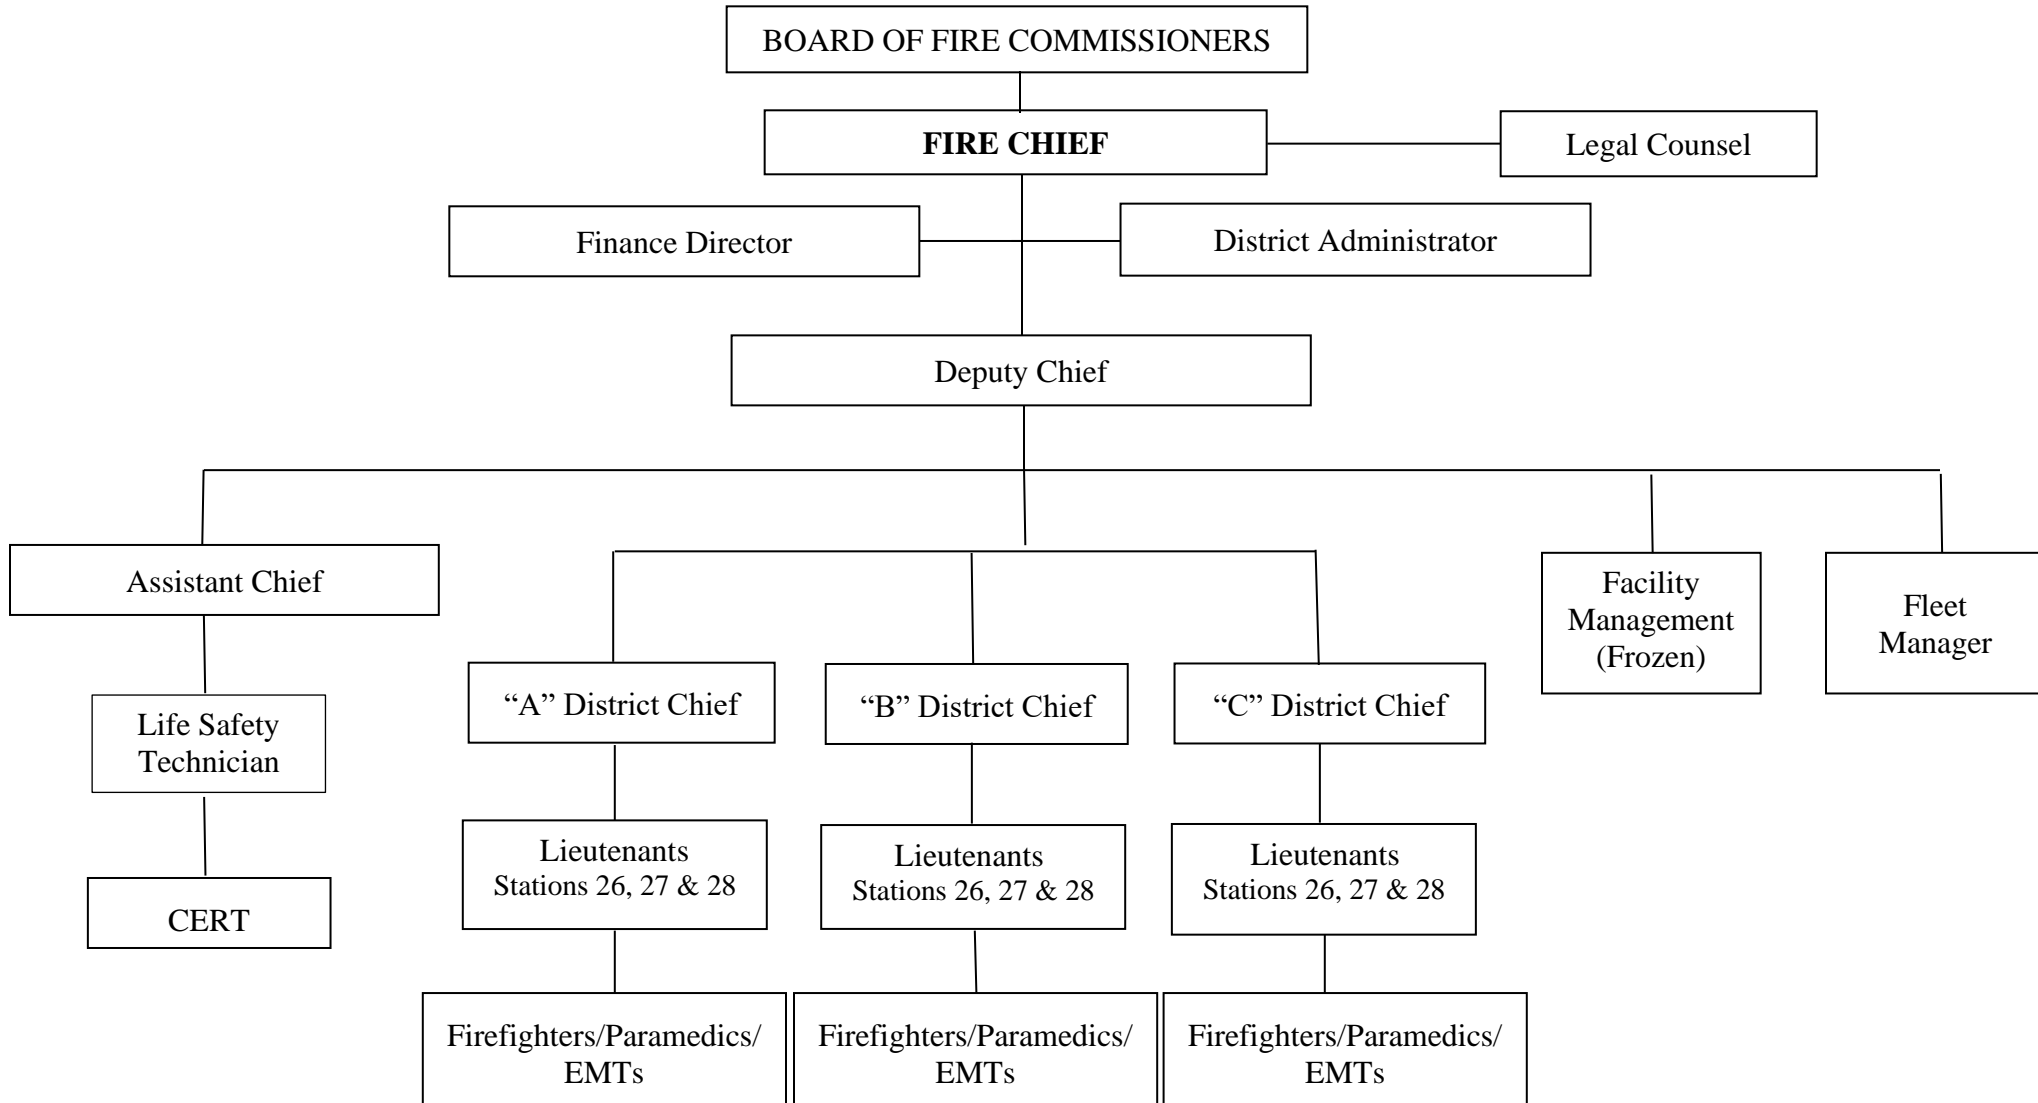 BOARD OF FIRE COMMISSIONERS
FIRE CHIEF
Legal Counsel
Finance Director
District Administrator
Deputy Chief
Assistant Chief
Facility
Management
(Frozen)
Fleet
Manager
Life Safety
Technician
“A” District Chief
“B” District Chief
“C” District Chief
CERT
Lieutenants
Stations 26, 27 & 28
Lieutenants
Stations 26, 27 & 28
Lieutenants
Stations 26, 27 & 28
Firefighters/Paramedics/
EMTs
Firefighters/Paramedics/
EMTs
Firefighters/Paramedics/
EMTs